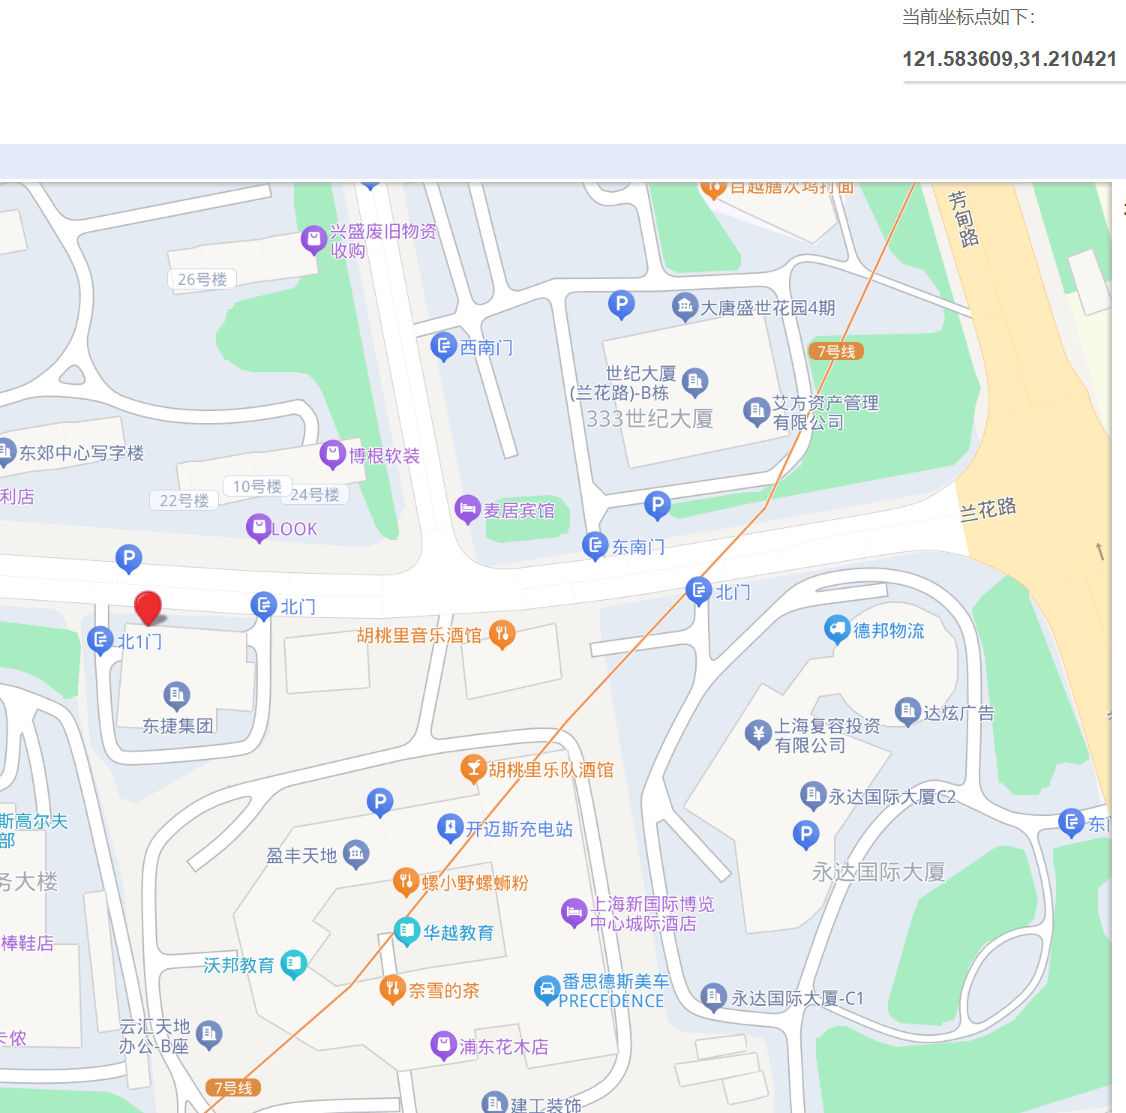 当前坐标点如下：
121.583609,31.210421
芳甸路
兴盛废旧物资
收购
26号楼
大唐盛世花园4期
西南门
7号线
世纪大厦
(兰花路)-B栋
333世纪大厦
艾方资产管理
有限公司
东郊中心写字楼
博根软装
10号楼
22号楼
24号楼
利店
P
麦居宾馆
P
兰花路
LOOK
东南门
P
北门
北门
北1门
胡桃里音乐酒馆
德邦物流
东捷集团
达炫广告
¥
上海复容投资
有限公司
胡桃里乐队酒馆
永达国际大厦C2
P
开迈斯充电站
P
东门
斯高尔夫
部
盈丰天地
永达国际大厦
务大楼
螺小野螺蛳粉
上海新国际博览
中心城际酒店
华越教育
棒鞋店
沃邦教育
番思德斯美车
PRECEDENCE
奈雪的茶
永达国际大厦-C1
云汇天地
办公-B座
卡侬
浦东花木店
7号线
建工装饰